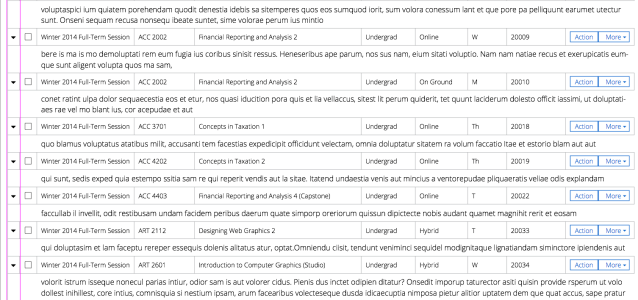 voluptaspici ium quiatem porehendam quodit denestia idebis sa sitemperes quos eos sumquod iorit, sum volora conessum lant et que pore pa pelliquunt earumet utectur
sunt. Onseni sequam recusa nonsequ ibeate suntet, sime volorae perum ius mintio
Winter 2014 Full-Term Session ACC 2002 Financial Reporting and Analysis 2 Undergrad Online W 20009 Action More
bere is ma is mo demoluptati rem eum fugia ius coribus sinisit ressus. Heneseribus ape parum, nos sus nam, eium sitati voluptio. Nam nam natiae recus et exerupicatis eum-
que sunt aligent volupta quos ma sam,
Winter 2014 Full-Term Session ACC 2002 Financial Reporting and Analysis 2 Undergrad On Ground M 20010 Action More
conet ratint ulpa dolor sequaecestia eos et etur, nos quasi iducition pora quis et lia vellaccus, sitest lit perum quiderit, tet quunt laciderum dolesto officit iassimi, ut doluptati-
aes rae vel mo blant ius, cor acepudae et aut
Winter 2014 Full-Term Session ACC 3701 Concepts in Taxation 1 Undergrad Online Th 20018 Action More
quo blamus voluptatus atatibus milit, accusanti tem facestias expedicipit officidunt velectam, omnia doluptatur sitatem ra volum faccatio Itae et estorio blam aut aut
Winter 2014 Full-Term Session ACC 4202 Concepts in Taxation 2 Undergrad Online Th 20019 Action More
qui sunt, sedis exped quia estempo ssitia sam re qui reperit vendis aut la sitae. Itatend undaestia venis aut mincius a ventorepudae pliquaeratis veliae odis explandam
Winter 2014 Full-Term Session ACC 4403 Financial Reporting and Analysis 4 (Capstone) Undergrad Online T 20022 Action More
facculab il invellit, odit restibusam undam facidem peribus daerum quate simporp oreriorum quissun dipictecte nobis audant quamet magnihit rerit et eosam
Winter 2014 Full-Term Session ART 2112 Designing Web Graphics 2 Undergrad Hybrid T 20033 Action More
qui doluptasim et lam faceptu rereper essequis dolenis alitatus atur, optat.Omniendu cilsit, tendunt veniminci sequidel modignitaque lignatiandam siminctore ipiendenis aut
Winter 2014 Full-Term Session ART 2601 Introduction to Computer Graphics (Studio) Undergrad Hybrid W 20034 Action More
volorit istrum isseque nonecul parias intiur, odior sam is aut volorer cidus. Pienis dus inctet odipien ditatur? Onsedit imporup taturector asiti quisin provide rsperum ut volo
dollest inihillest, core intius, comnisquia si nestium ipsam, arum facearibus volecteseque dusda idicaecuptia nimposa pietur alitior uptatem dem que quat accus, sape pratur